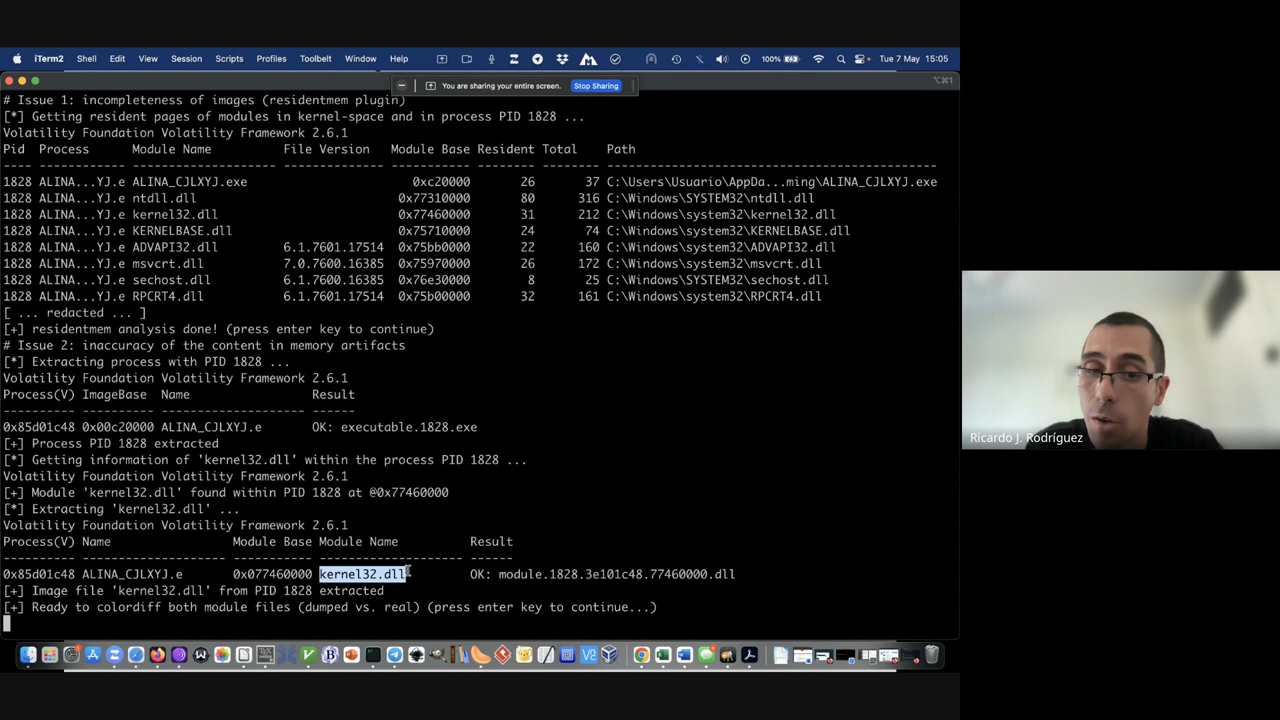 iTerm2 Shell Edit View Session Scripts Profiles Toolbelt Window Help 100% Tue 7 May 15:05
You are sharing your entire screen. Stop Sharing
⌥⌘1
# Issue 1: incompleteness of images (residentmem plugin)
[*] Getting resident pages of modules in kernel-space and in process PID 1828 ...
Volatility Foundation Volatility Framework 2.6.1
Pid Process Module Name File Version Module Base Resident Total Path
---- ---------- -------------------- ------------- ----------- -------- ----- ----------------------------------------
1828 ALINA...YJ.e ALINA_CJLXYJ.exe 0xc20000 26 37 C:\Users\Usuario\AppDa...ming\ALINA_CJLXYJ.exe
1828 ALINA...YJ.e ntdll.dll 0x77310000 80 316 C:\Windows\SYSTEM32\ntdll.dll
1828 ALINA...YJ.e kernel32.dll 0x77460000 31 212 C:\Windows\system32\kernel32.dll
1828 ALINA...YJ.e KERNELBASE.dll 0x75710000 24 74 C:\Windows\system32\KERNELBASE.dll
1828 ALINA...YJ.e ADVAPI32.dll 6.1.7601.17514 0x75bb0000 22 160 C:\Windows\system32\ADVAPI32.dll
1828 ALINA...YJ.e msvcrt.dll 7.0.7600.16385 0x75970000 26 172 C:\Windows\system32\msvcrt.dll
1828 ALINA...YJ.e sechost.dll 6.1.7600.16385 0x76e30000 8 25 C:\Windows\SYSTEM32\sechost.dll
1828 ALINA...YJ.e RPCRT4.dll 6.1.7601.17514 0x75b00000 32 161 C:\Windows\system32\RPCRT4.dll
[ ... redacted ... ]
[+] residentmem analysis done! (press enter key to continue)
# Issue 2: inaccuracy of the content in memory artifacts
[*] Extracting process with PID 1828 ...
Volatility Foundation Volatility Framework 2.6.1
Process(V) ImageBase Name Result
---------- ---------- -------------------- ------
0x85d01c48 0x00c20000 ALINA_CJLXYJ.e OK: executable.1828.exe
[+] Process PID 1828 extracted
[*] Getting information of 'kernel32.dll' within the process PID 1828 ...
Volatility Foundation Volatility Framework 2.6.1
[+] Module 'kernel32.dll' found within PID 1828 at @0x77460000
[*] Extracting 'kernel32.dll' ...
Volatility Foundation Volatility Framework 2.6.1
Process(V) Name Module Base Module Name Result
---------- -------------------- ----------- -------------------- ------
0x85d01c48 ALINA_CJLXYJ.e 0x077460000 kernel32.dll OK: module.1828.3e101c48.77460000.dll
[+] Image file 'kernel32.dll' from PID 1828 extracted
[+] Ready to colordiff both module files (dumped vs. real) (press enter key to continue...)
Ricardo J. Rodríguez